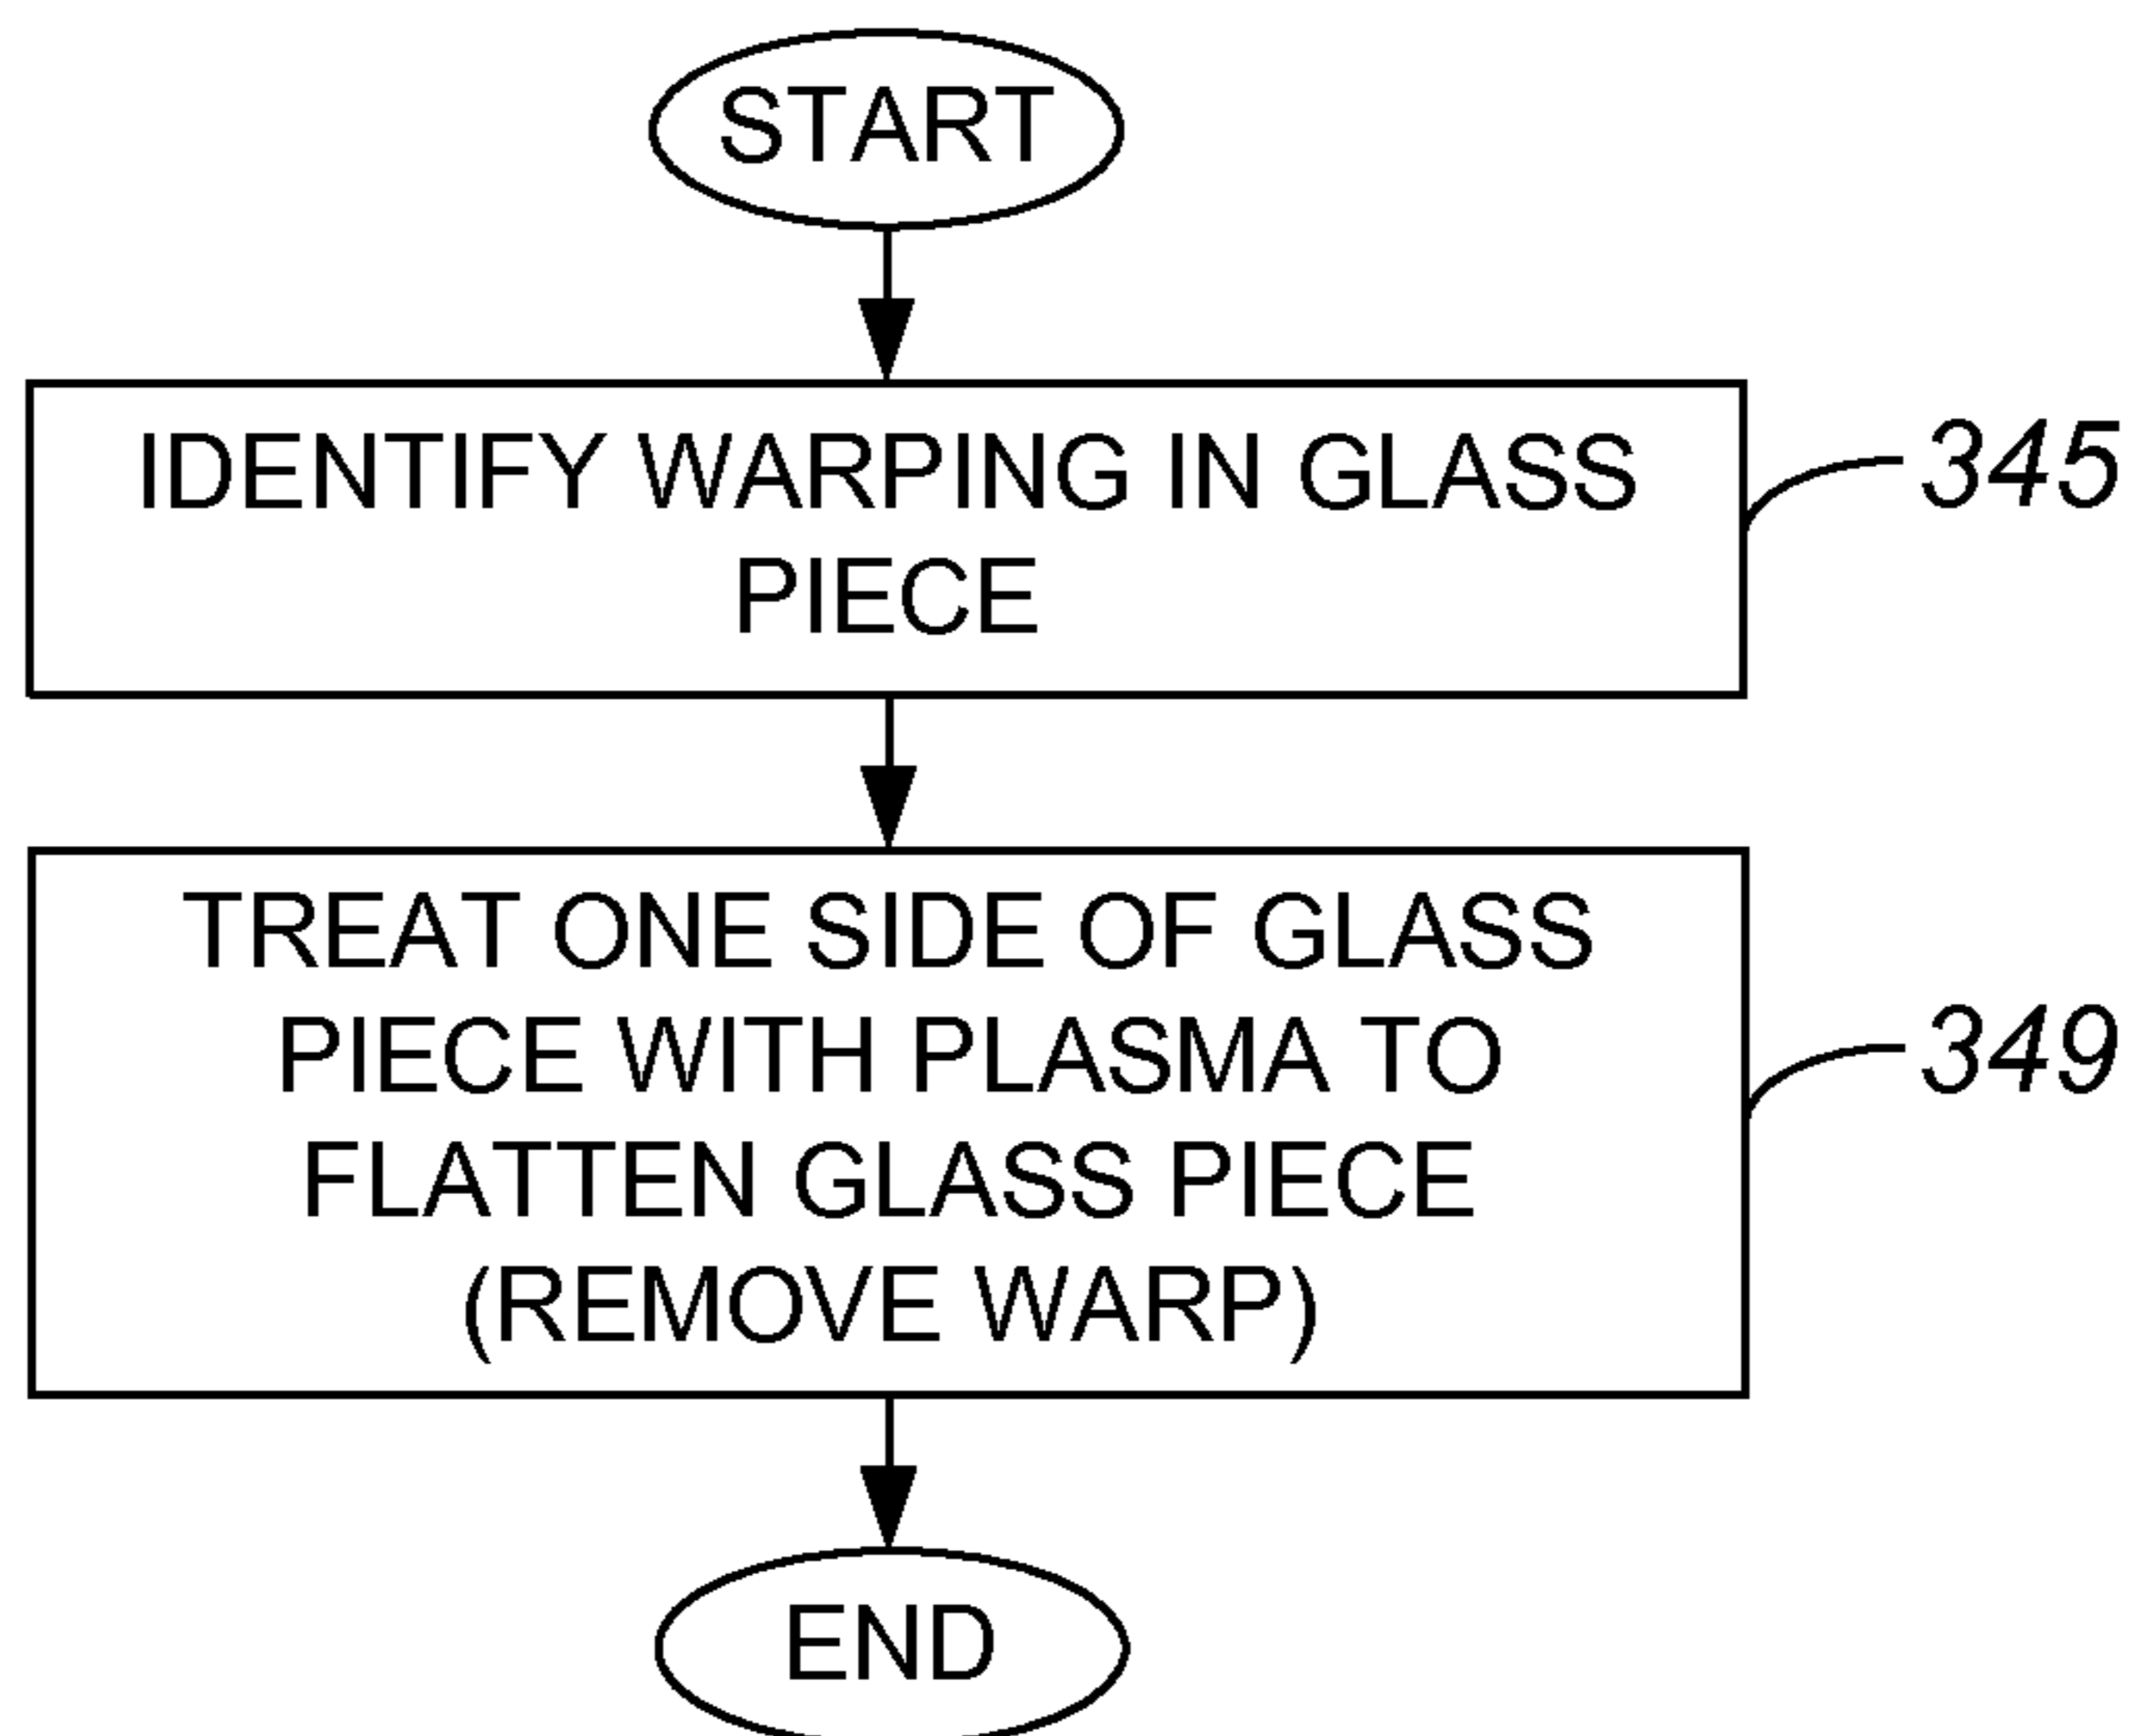 START
IDENTIFY WARPING IN GLASS
PIECE
345
TREAT ONE SIDE OF GLASS
PIECE WITH PLASMA TO
FLATTEN GLASS PIECE
(REMOVE WARP)
349
END